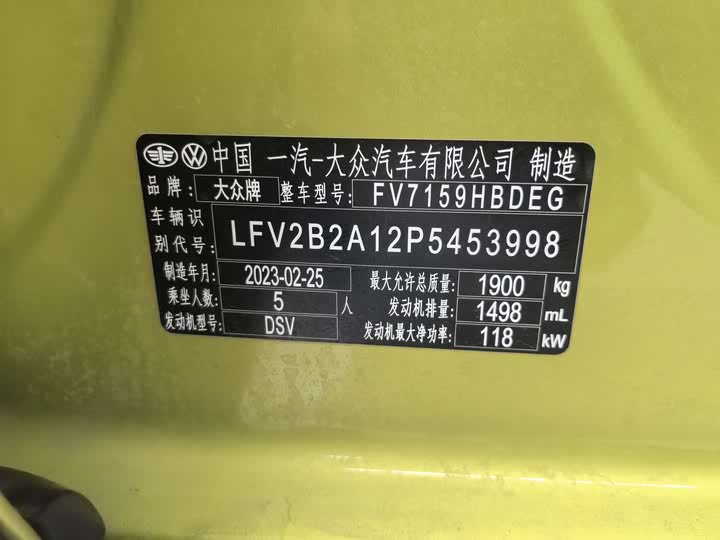 中国 一汽-大众汽车有限公司 制造
品牌: 大众牌 整车型号: FV7159HBDEG
车辆识别代号: LFV2B2A12P5453998
制造年月: 2023-02-25 最大允许总质量: 1900 kg
乘坐人数: 5 人 发动机排量: 1498 mL
发动机型号: DSV 发动机最大净功率: 118 kW